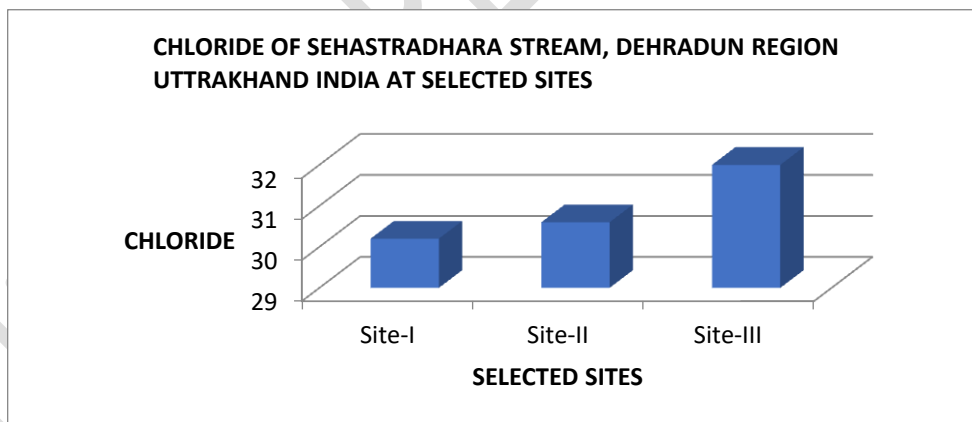 CHLORIDE OF SEHASTRADHARA STREAM, DEHRADUN REGION
UTTRAKHAND INDIA AT SELECTED SITES
32
31
CHLORIDE
30
29
Site-I
Site-II
Site-III
SELECTED SITES